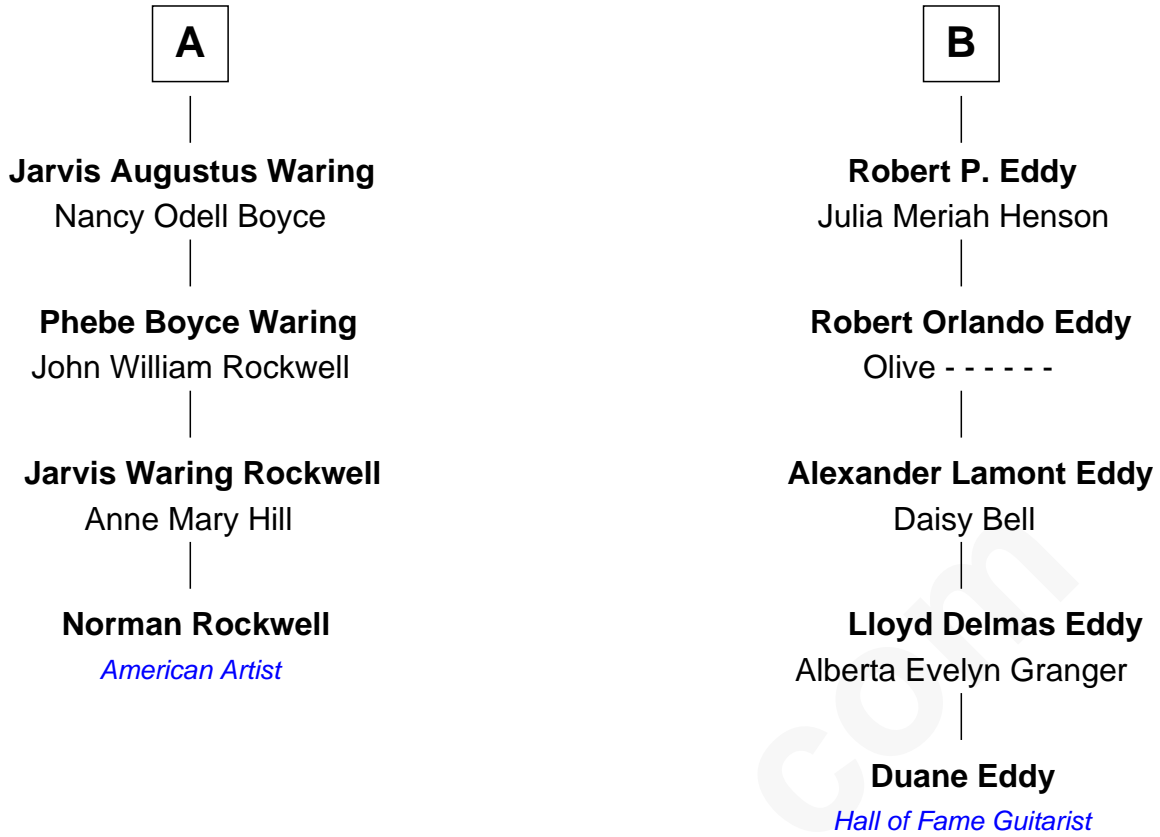 A
Jarvis Augustus Waring
Nancy Odell Boyce
Phebe Boyce Waring
John William Rockwell
Jarvis Waring Rockwell
Anne Mary Hill
Norman Rockwell
American Artist
B
Robert P. Eddy
Julia Meriah Henson
Robert Orlando Eddy
Olive - - - - - -
Alexander Lamont Eddy
Daisy Bell
Lloyd Delmas Eddy
Alberta Evelyn Granger
Duane Eddy
Hall of Fame Guitarist
com